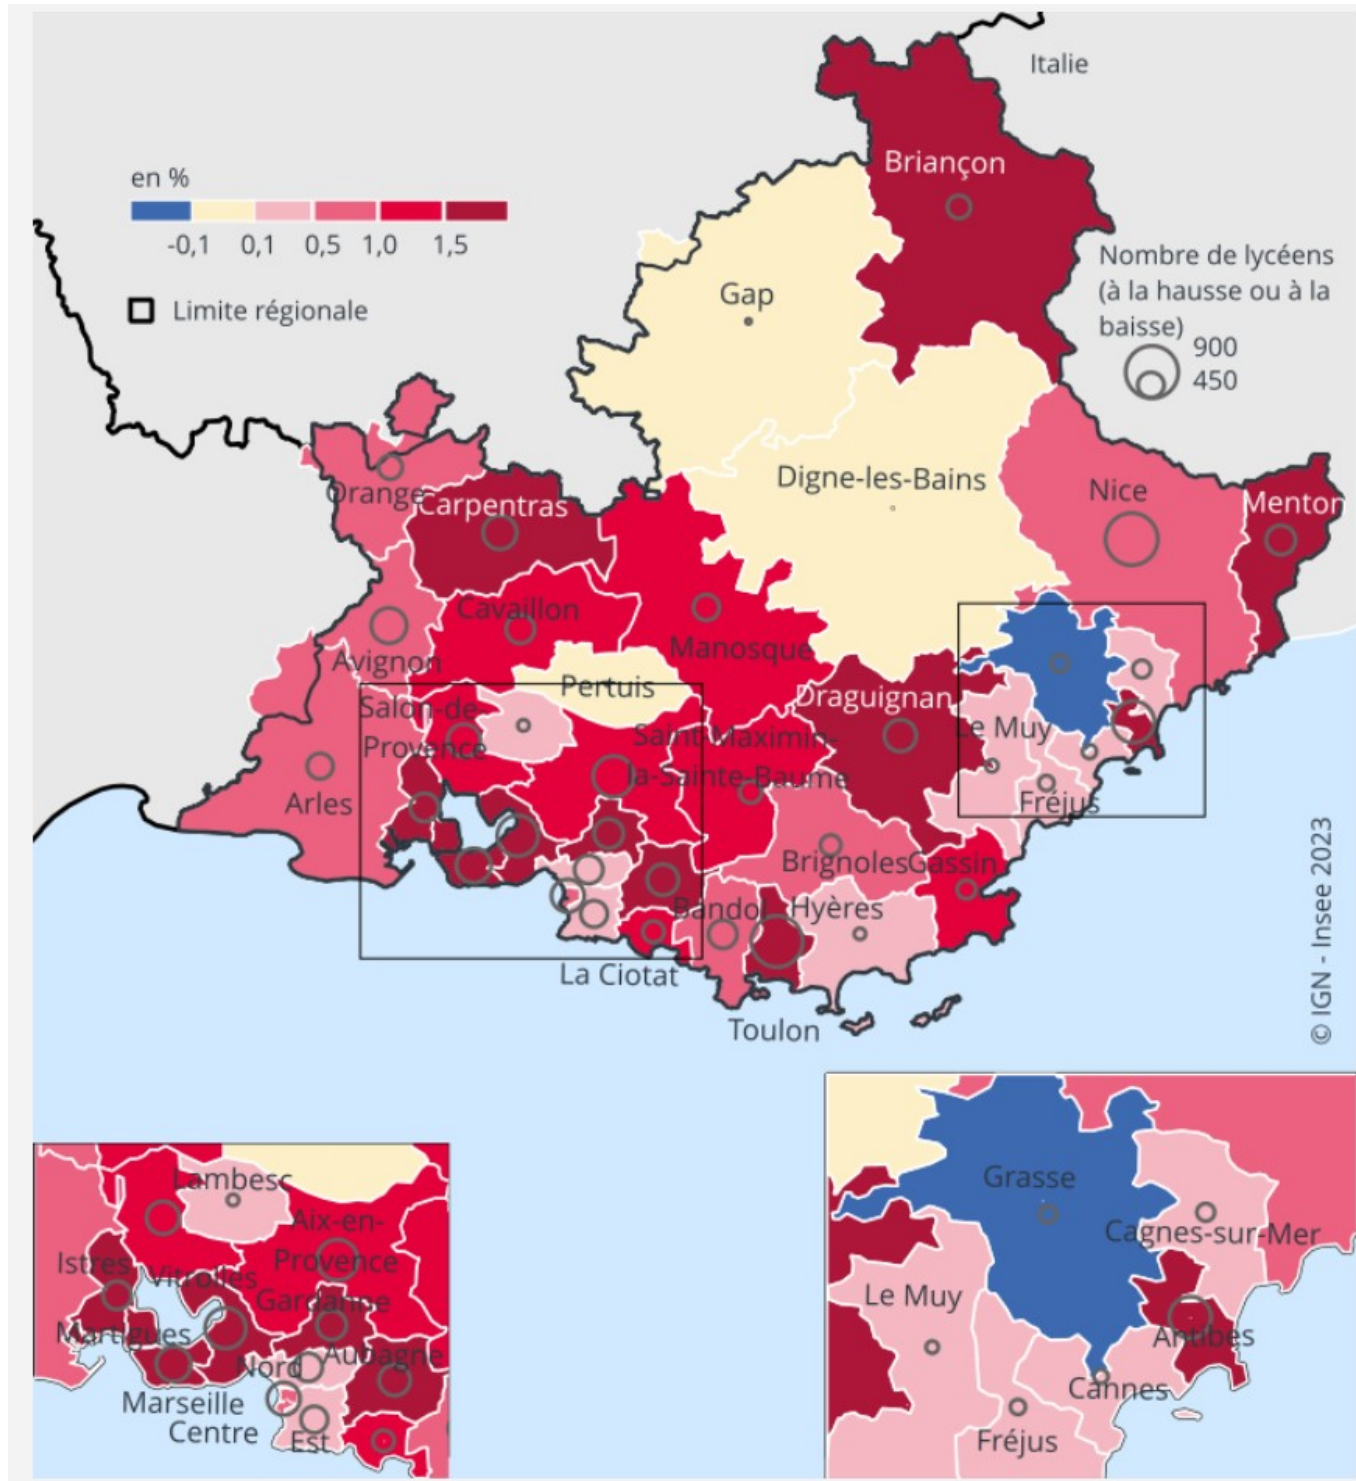 Italie
Briançon
en %
-0,1
0,1
0,5
1,0
1,5
Limite régionale
Nombre de lycéens
(à la hausse ou à la
baisse)
900
450
Gap
Digne-les-Bains
Nice
Menton
Orange
Carpentras
Cavaillon
Manosque
Avignon
Pertuis
Draguignan
Salon-de-
Provence
Saint-Maximin-
la-Sainte-Baume
Le Muy
Fréjus
Arles
Brignoles
Gassin
Bandol
Hyères
La Ciotat
Toulon
© IGN - Insee 2023
Lambesc
Aix-en-
Provence
Istres
Vitrolles
Gardanne
Martigues
Nord
Aubagne
Marseille
Centre
Est
Grasse
Cagnes-sur-Mer
Le Muy
Antibes
Cannes
Fréjus